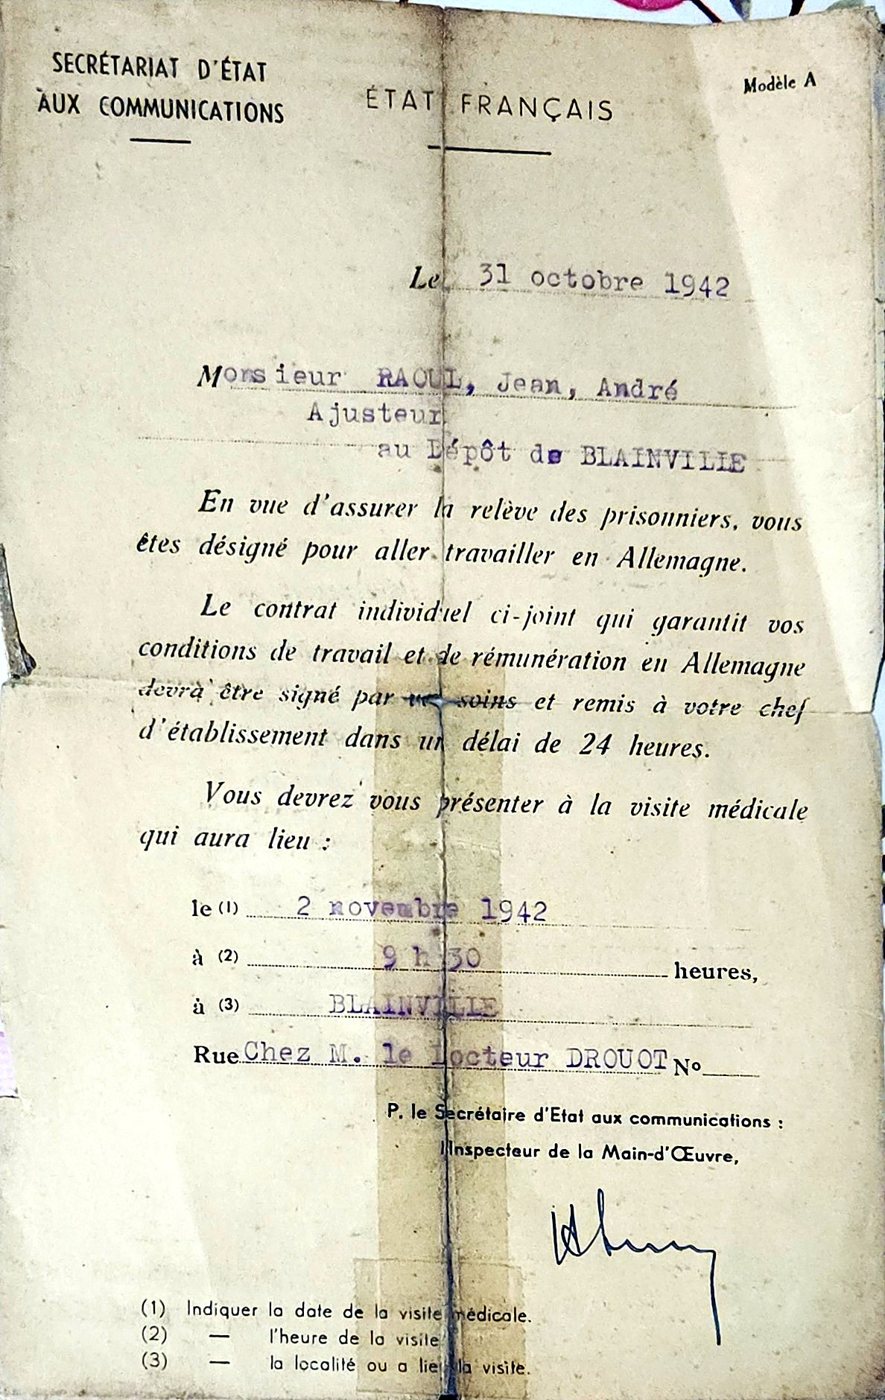 SECRÉTARIAT D'ÉTAT
AUX COMMUNICATIONS
ÉTAT FRANÇAIS
Modèle A
Le 31 octobre 1942
Monsieur RAOUL, Jean, André
Ajusteur
au Dépôt de BLAINVILLE
En vue d'assurer la relève des prisonniers, vous
êtes désigné pour aller travailler en Allemagne.
Le contrat individuel ci-joint qui garantit vos
conditions de travail et de rémunération en Allemagne
devra être signé par vos soins et remis à votre chef
d'établissement dans un délai de 24 heures.
Vous devrez vous présenter à la visite médicale
qui aura lieu :
le (1) 2 novembre 1942
à (2) 9 h 30 heures,
à (3) BLAINVILLE
Rue Chez M. le Docteur DROUOT No
P. le Secrétaire d'Etat aux communications :
l'Inspecteur de la Main-d'Œuvre,
(1) Indiquer la date de la visite médicale.
(2) — l'heure de la visite
(3) — la localité ou a lieu la visite.